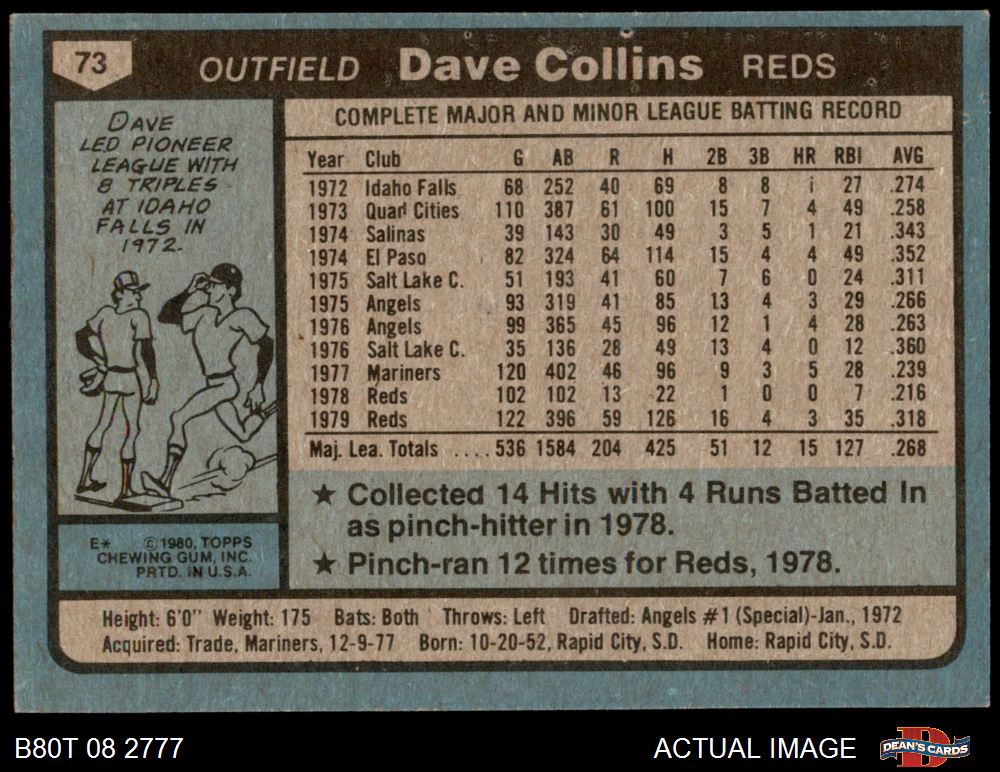 73 OUTFIELD Dave Collins REDS
DAVE
LED PIONEER
LEAGUE WITH
8 TRIPLES
AT IDAHO
FALLS IN
1972.
COMPLETE MAJOR AND MINOR LEAGUE BATTING RECORD
Year Club G AB R H 2B 3B HR RBI AVG
1972 Idaho Falls 68 252 40 69 8 8 i 27 .274
1973 Quad Cities 110 387 61 100 15 7 4 49 .258
1974 Salinas 39 143 30 49 3 5 1 21 .343
1974 El Paso 82 324 64 114 15 4 4 49 .352
1975 Salt Lake C. 51 193 41 60 7 6 0 24 .311
1975 Angels 93 319 41 85 13 4 3 29 .266
1976 Angels 99 365 45 96 12 1 4 28 .263
1976 Salt Lake C. 35 136 28 49 13 4 0 12 .360
1977 Mariners 120 402 46 96 9 3 5 28 .239
1978 Reds 102 102 13 22 1 0 0 7 .216
1979 Reds 122 396 59 126 16 4 3 35 .318
Maj. Lea. Totals .... 536 1584 204 425 51 12 15 127 .268
★ Collected 14 Hits with 4 Runs Batted In
as pinch-hitter in 1978.
★ Pinch-ran 12 times for Reds, 1978.
E* © 1980, TOPPS
CHEWING GUM, INC.
PRTD. IN U.S.A.
Height: 6'0" Weight: 175 Bats: Both Throws: Left Drafted: Angels #1 (Special)-Jan., 1972
Acquired: Trade, Mariners, 12-9-77 Born: 10-20-52, Rapid City, S.D. Home: Rapid City, S.D.
B80T 08 2777 ACTUAL IMAGE D DEAN'S CARDS